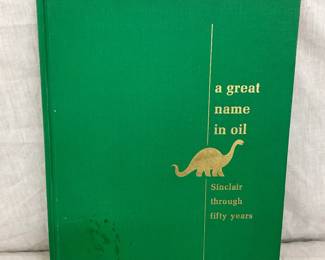 a great
name
in oil
Sinclair
through
fifty years